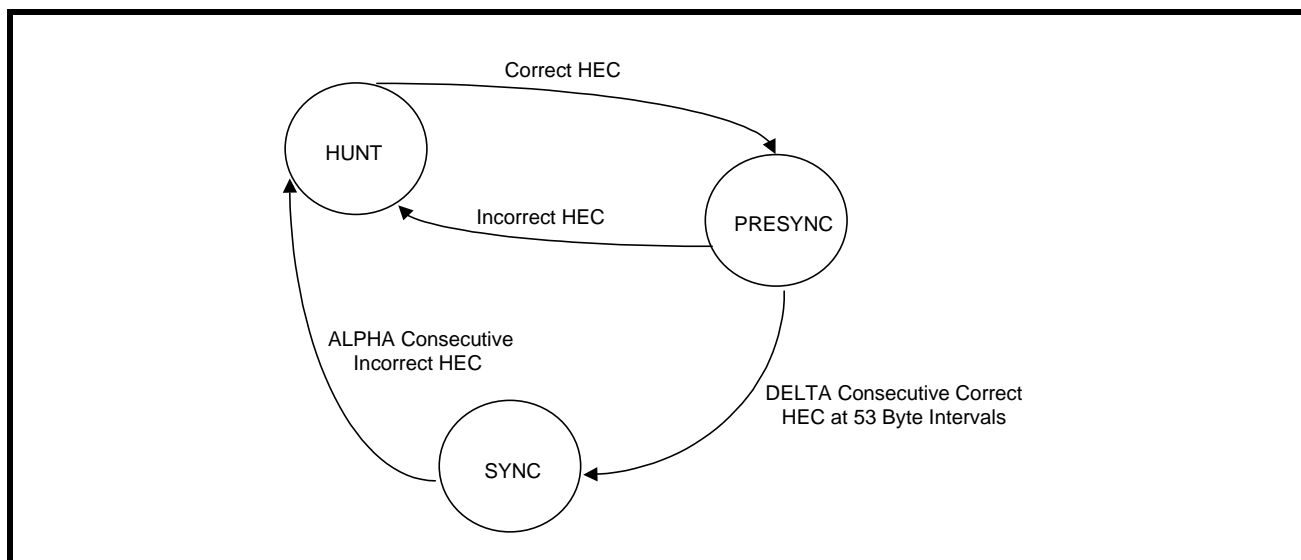 Correct HEC
HUNT
Incorrect HEC
PRESYNC
ALPHA Consecutive
Incorrect HEC
DELTA Consecutive Correct
HEC at 53 Byte Intervals
SYNC